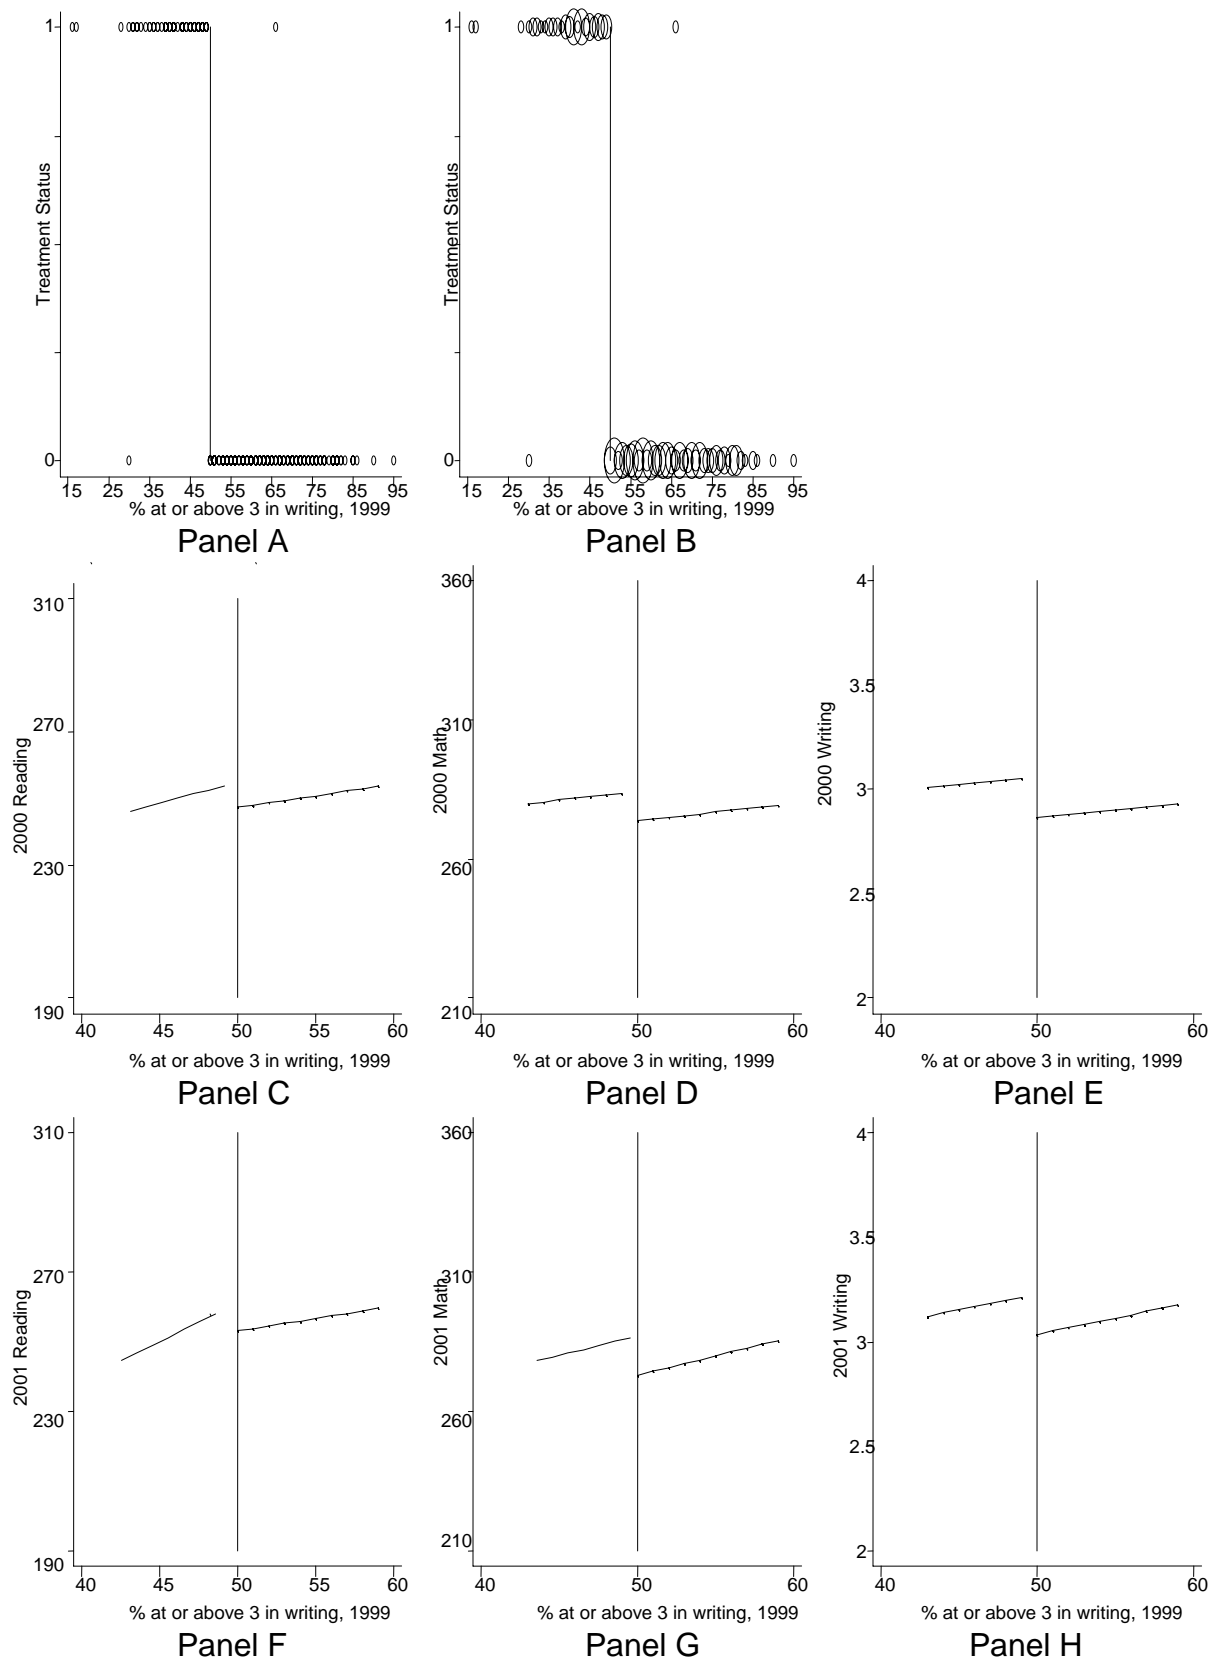 1
Treatment Status
0
15 25 35 45 55 65 75 85 95
% at or above 3 in writing, 1999
Panel A
1
Treatment Status
0
15 25 35 45 55 65 75 85 95
% at or above 3 in writing, 1999
Panel B
310
270
2000 Reading
230
190
40 45 50 55 60
% at or above 3 in writing, 1999
Panel C
360
310
2000 Math
260
210
40 50 60
% at or above 3 in writing, 1999
Panel D
4
3.5
2000 Writing
3
2.5
2
40 50 60
% at or above 3 in writing, 1999
Panel E
310
270
2001 Reading
230
190
40 45 50 55 60
% at or above 3 in writing, 1999
Panel F
360
310
2001 Math
260
210
40 50 60
% at or above 3 in writing, 1999
Panel G
4
3.5
2001 Writing
3
2.5
2
40 50 60
% at or above 3 in writing, 1999
Panel H